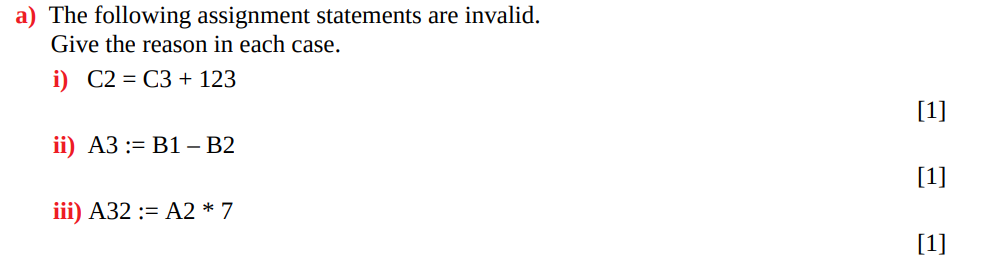 a) The following assignment statements are invalid.
Give the reason in each case.
i) C2 = C3 + 123
[1]
ii) A3 := B1 – B2
[1]
iii) A32 := A2 * 7
[1]